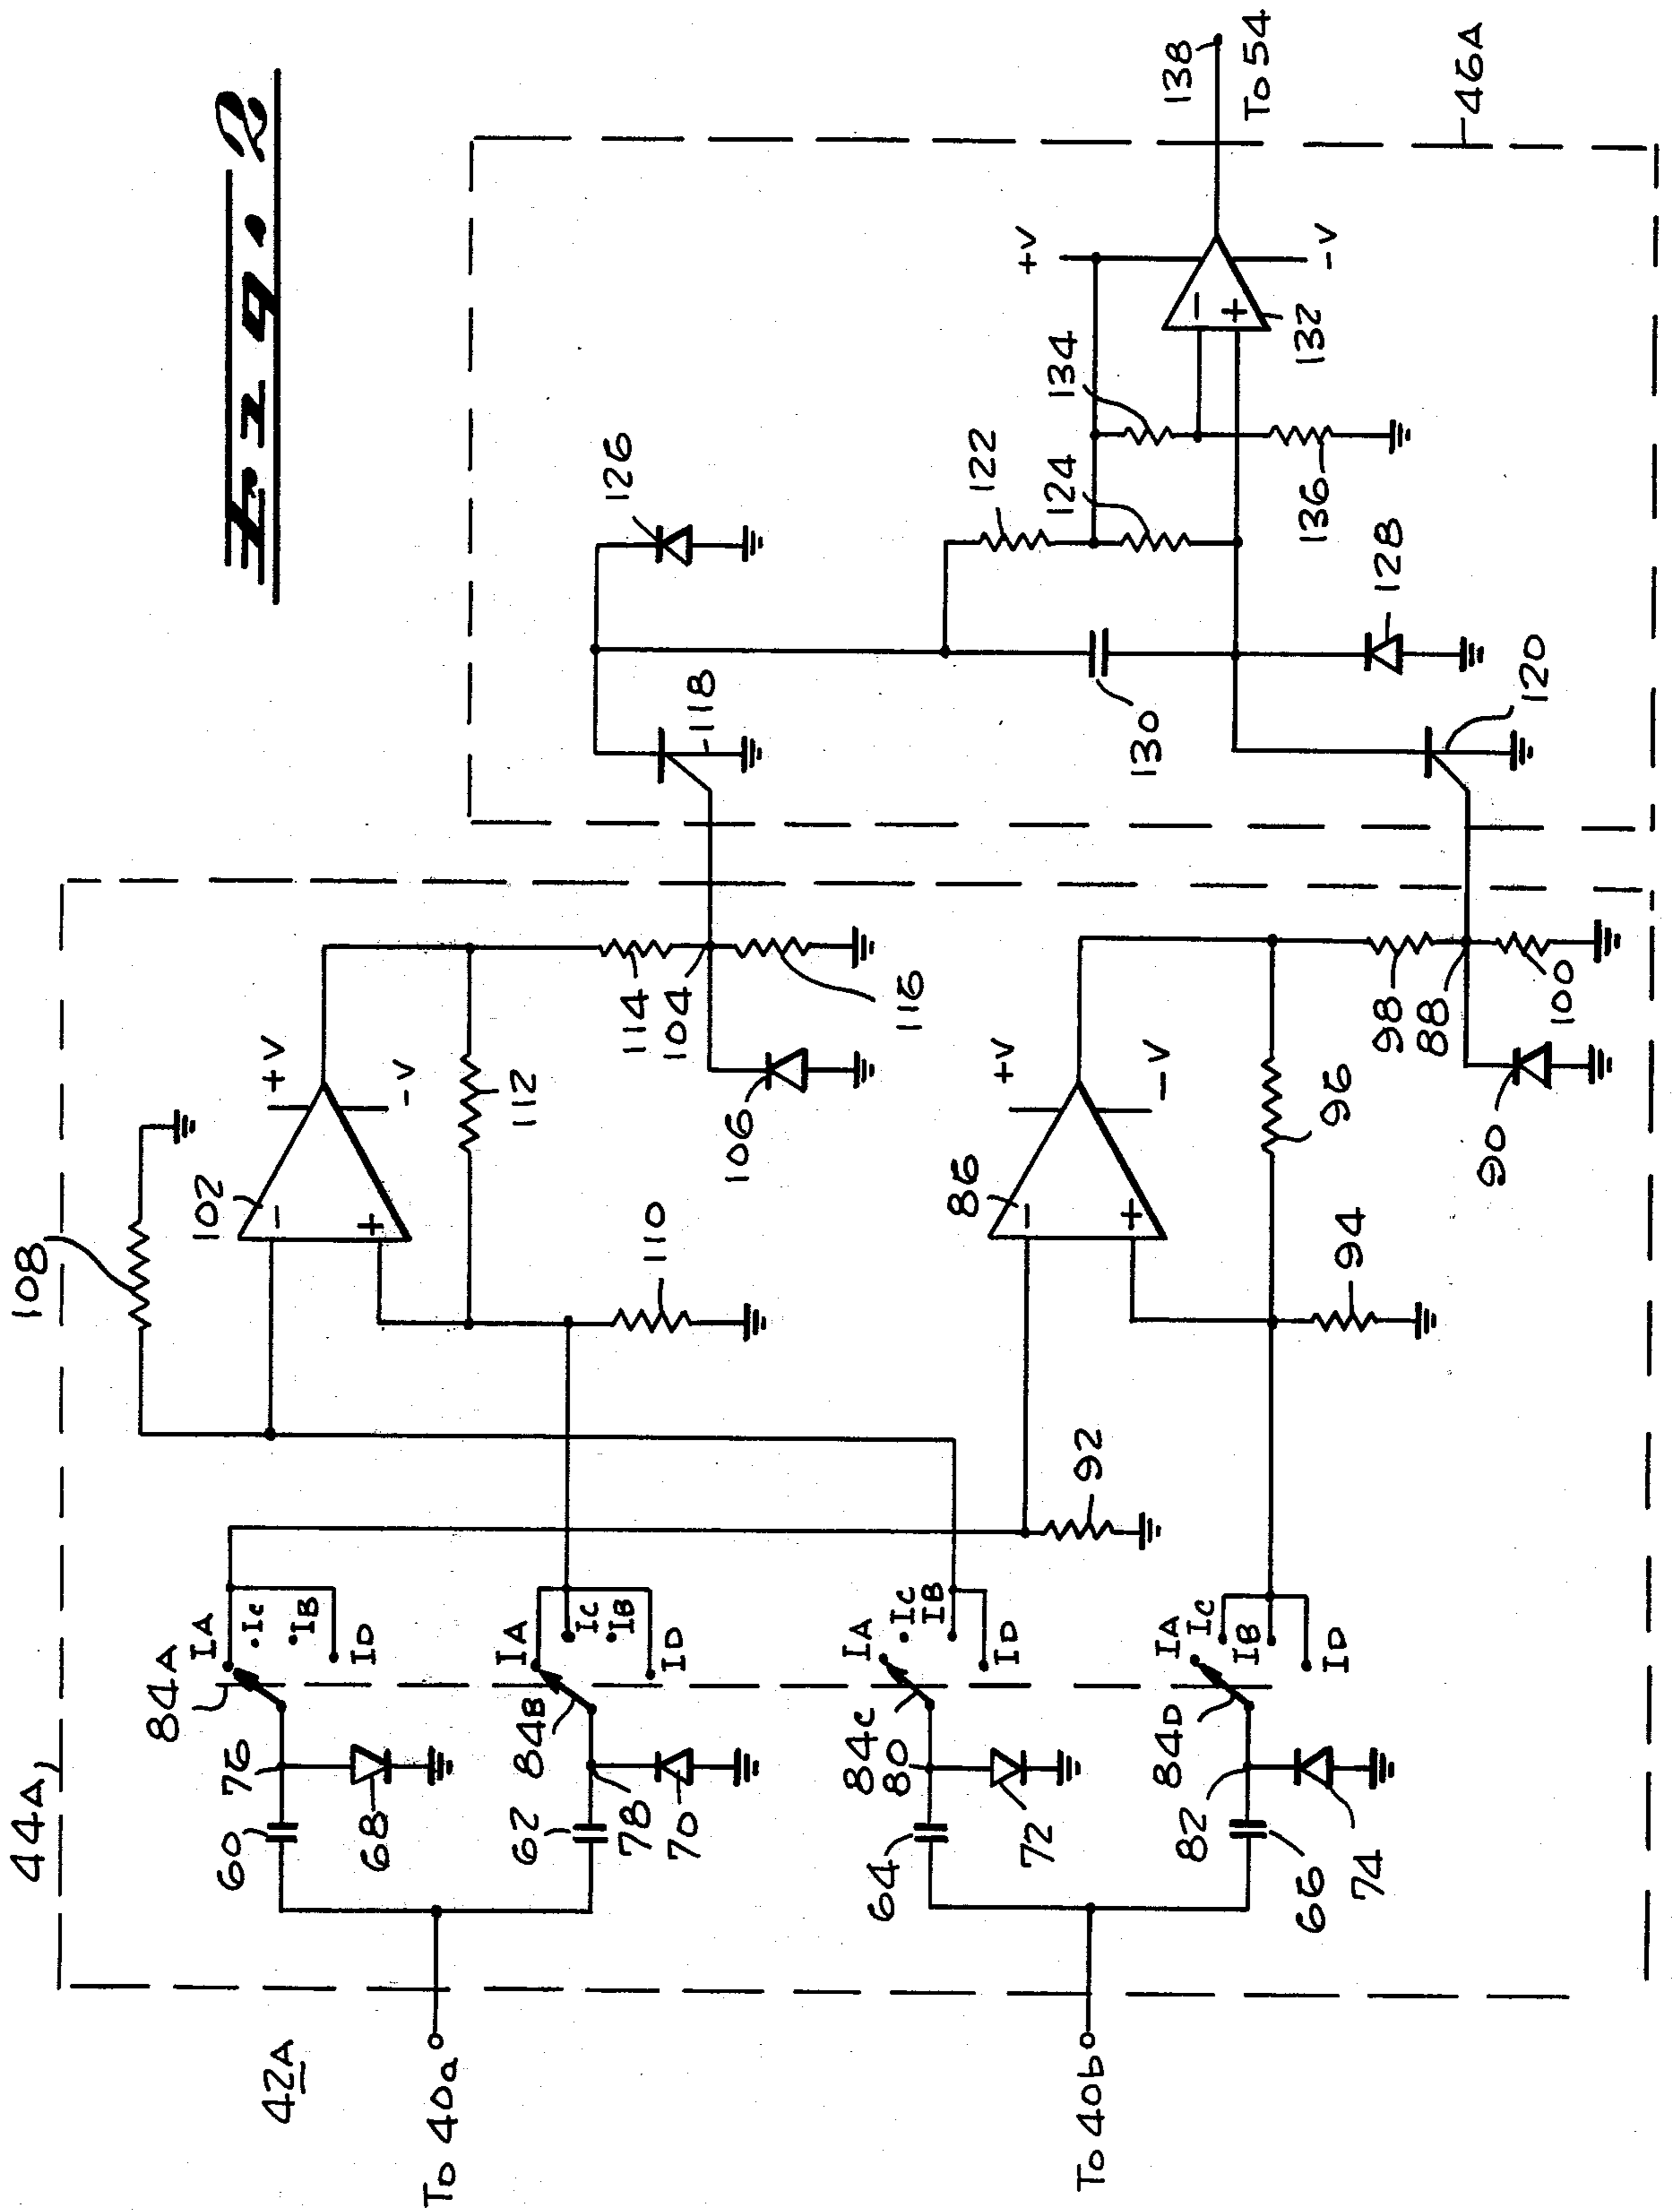 Fig. 2
42A
44A
46A
To 40a
To 40b
60
62
64
66
68
70
72
74
76
78
80
82
84A
84B
84C
84D
IA
IC
IB
ID
IA
IC
IB
ID
IA
IC
IB
ID
IA
IC
IB
ID
108
102
-
+
+V
-V
110
112
114
104
116
106
92
86
-
+
+V
-V
94
96
98
88
100
90
118
120
122
124
126
128
130
134
136
+V
-
+
-V
132
138
To 54